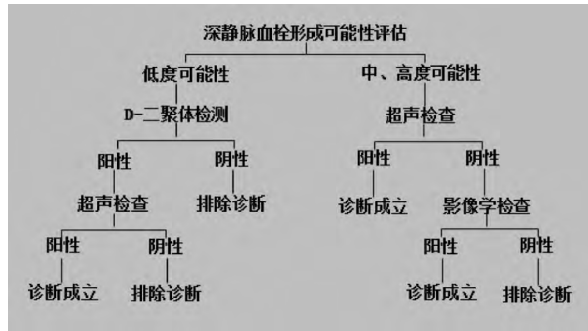 深静脉血栓形成可能性评估
低度可能性 中、高度可能性
D-二聚体检测 超声检查
阳性 阴性 阳性 阴性
超声检查 排除诊断 诊断成立 影像学检查
阳性 阴性 阳性 阴性
诊断成立 排除诊断 诊断成立 排除诊断